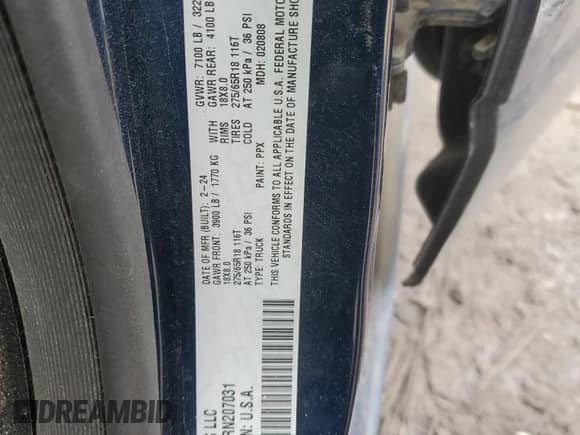 DATE OF MFR (BUILT): 2-24 GVWR: 7100 LB / 322
GAWR FRONT: 3900 LB / 1770 KG WITH GAWR REAR: 4100 LB
18X8.0 RIMS 18X8.0
275/65R18 116T TIRES 275/65R18 116T
AT 250 kPa / 36 PSI COLD AT 250 kPa / 36 PSI
TYPE: TRUCK PAINT: PPX MDH: 020808
THIS VEHICLE CONFORMS TO ALL APPLICABLE U.S.A. FEDERAL MOTOR
STANDARDS IN EFFECT ON THE DATE OF MANUFACTURE SHO
LLC
RN207031
N: U.S.A.
DREAMBID